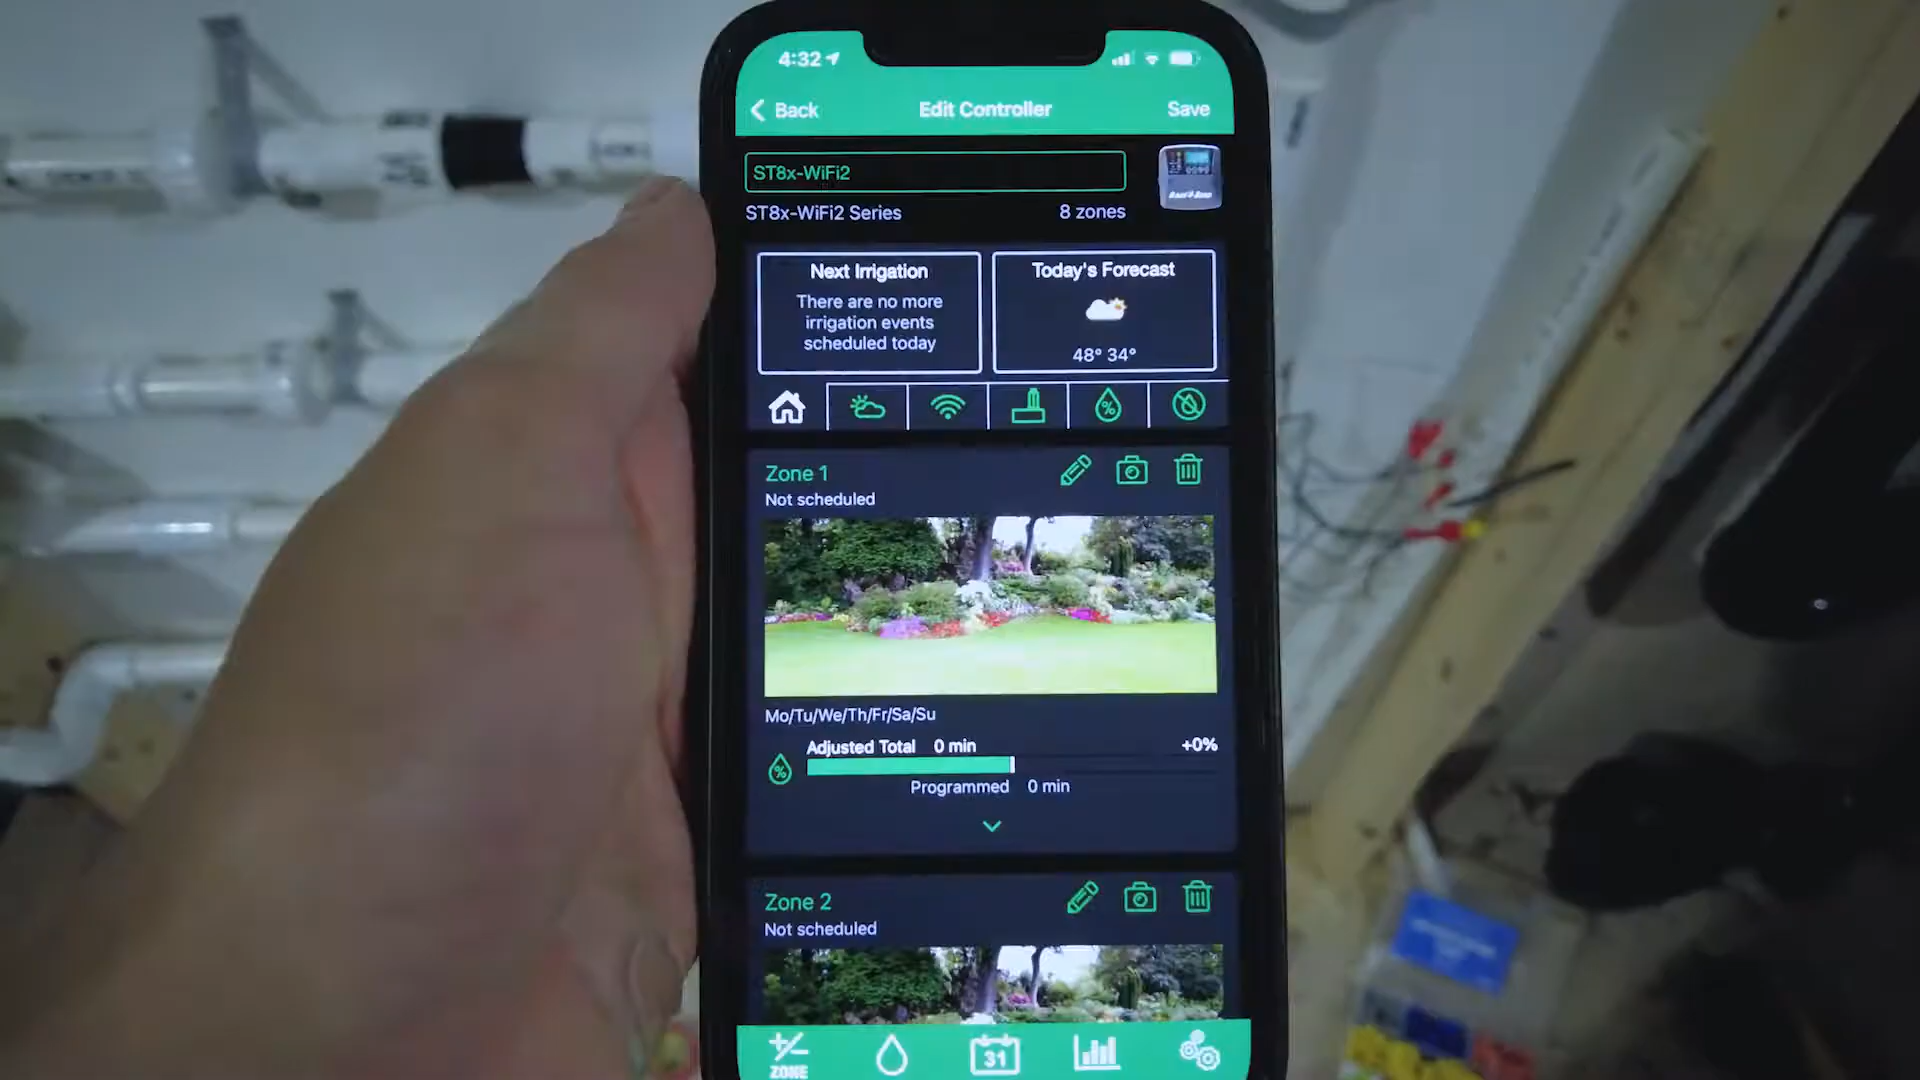 4:32
Back
Edit Controller
Save
ST8x-WiFi2
ST8x-WiFi2 Series
8 zones
Next Irrigation
There are no more
irrigation events
scheduled today
Today's Forecast
48° 34°
%
Zone 1
Not scheduled
Mo/Tu/We/Th/Fr/Sa/Su
Adjusted Total 0 min
+0%
%
Programmed 0 min
Zone 2
Not scheduled
ZONE
31